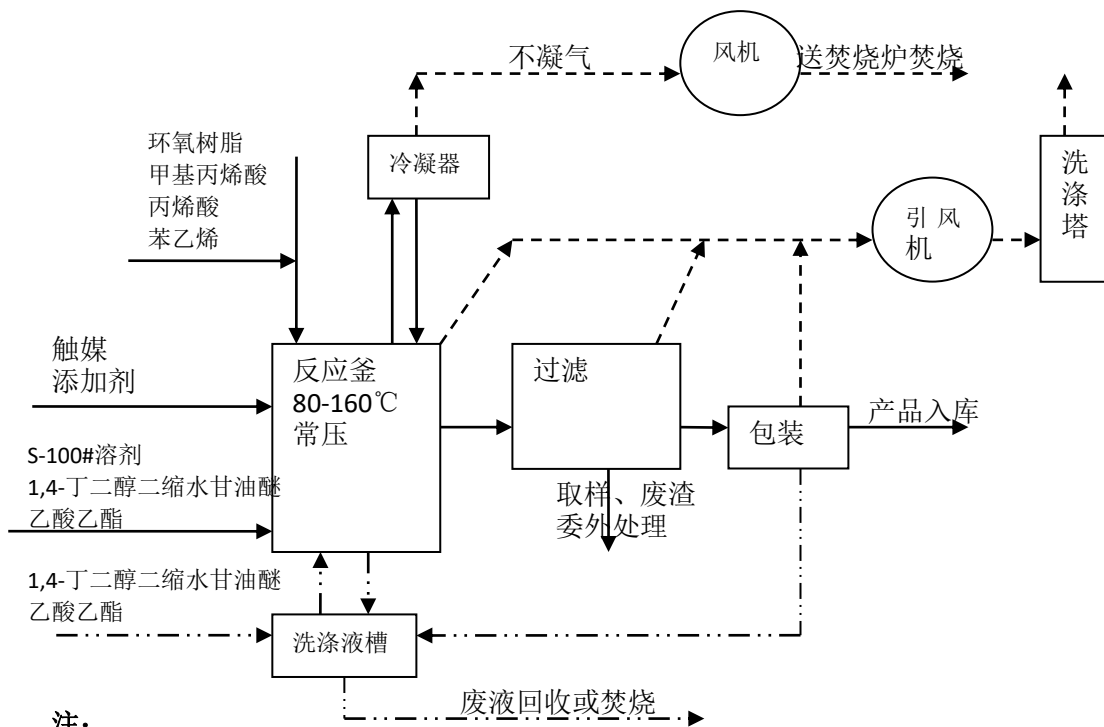 不凝气
风机
送焚烧炉焚烧
环氧树脂
甲基丙烯酸
丙烯酸
苯乙烯
冷凝器
洗
涤
塔
引 风
机
触媒
添加剂
反应釜
80-160℃
常压
过滤
产品入库
包装
S-100#溶剂
1,4-丁二醇二缩水甘油醚
乙酸乙酯
取样、废渣
委外处理
1,4-丁二醇二缩水甘油醚
乙酸乙酯
洗涤液槽
废液回收或焚烧
注：